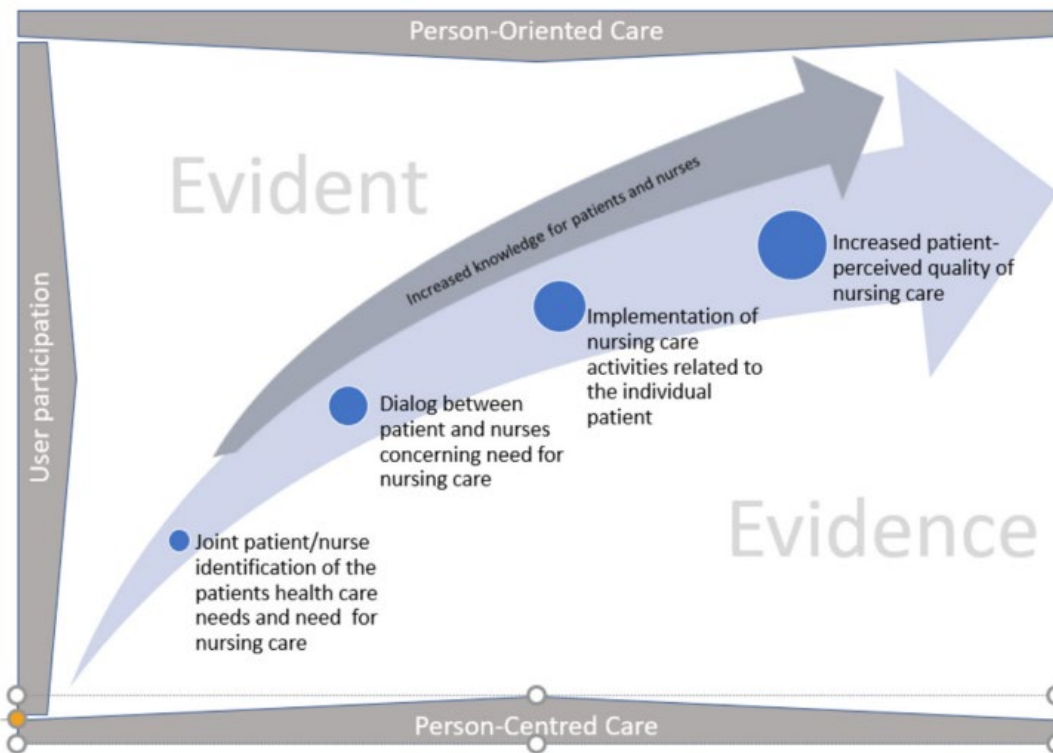 Person-Oriented Care
Evident
User participation
Increased knowledge for patients and nurses
Increased patient-
perceived quality of
nursing care
Implementation of
nursing care
activities related to
the individual
patient
Dialog between
patient and nurses
concerning need for
nursing care
Evidence
Joint patient/nurse
identification of the
patients health care
needs and need  for
nursing care
Person-Centred Care